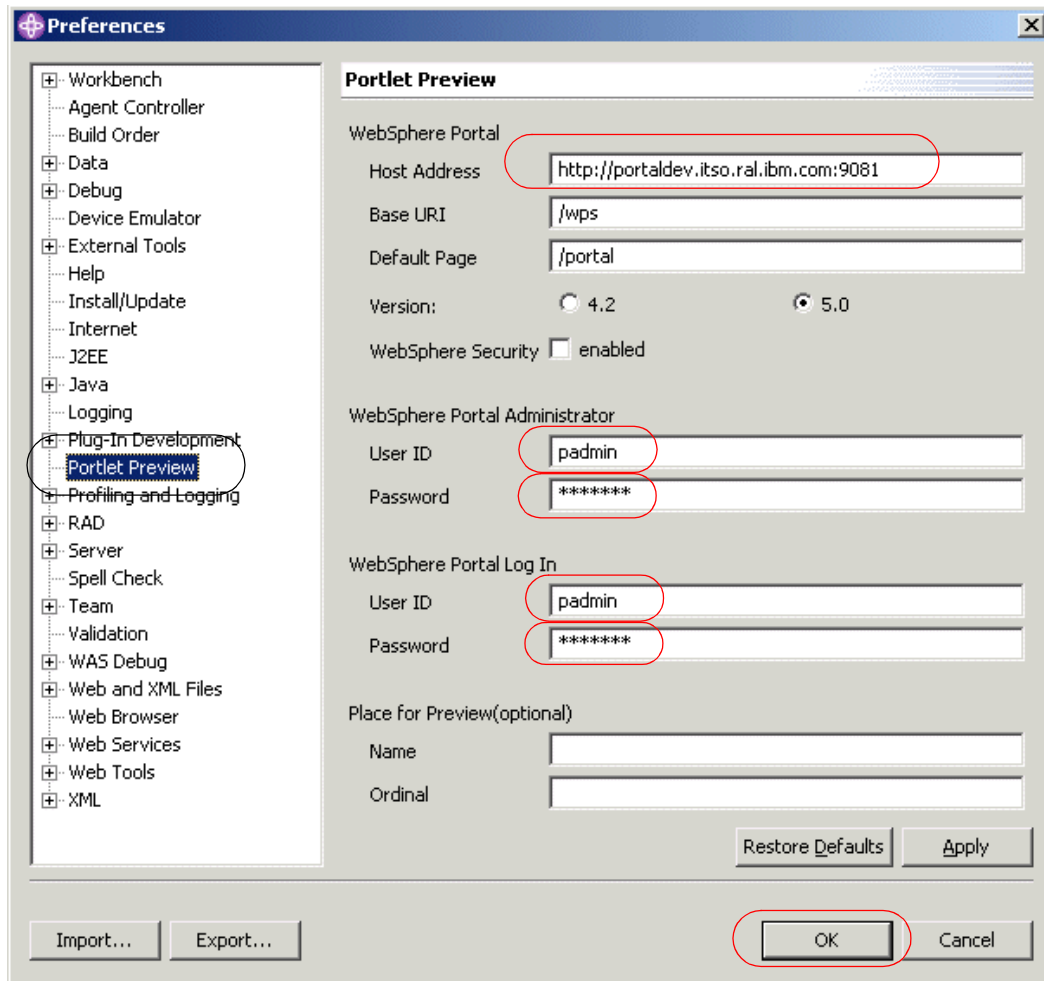 Preferences
Workbench
Agent Controller
Build Order
Data
Debug
Device Emulator
External Tools
Help
Install/Update
Internet
J2EE
Java
Logging
Plug-In Development
Portlet Preview
Profiling and Logging
RAD
Server
Spell Check
Team
Validation
WAS Debug
Web and XML Files
Web Browser
Web Services
Web Tools
XML
Portlet Preview
WebSphere Portal
Host Address http://portaldev.itso.ral.ibm.com:9081
Base URI /wps
Default Page /portal
Version: 4.2 5.0
WebSphere Security enabled
WebSphere Portal Administrator
User ID padmin
Password *******
WebSphere Portal Log In
User ID padmin
Password *******
Place for Preview(optional)
Name
Ordinal
Restore Defaults Apply
Import... Export... OK Cancel